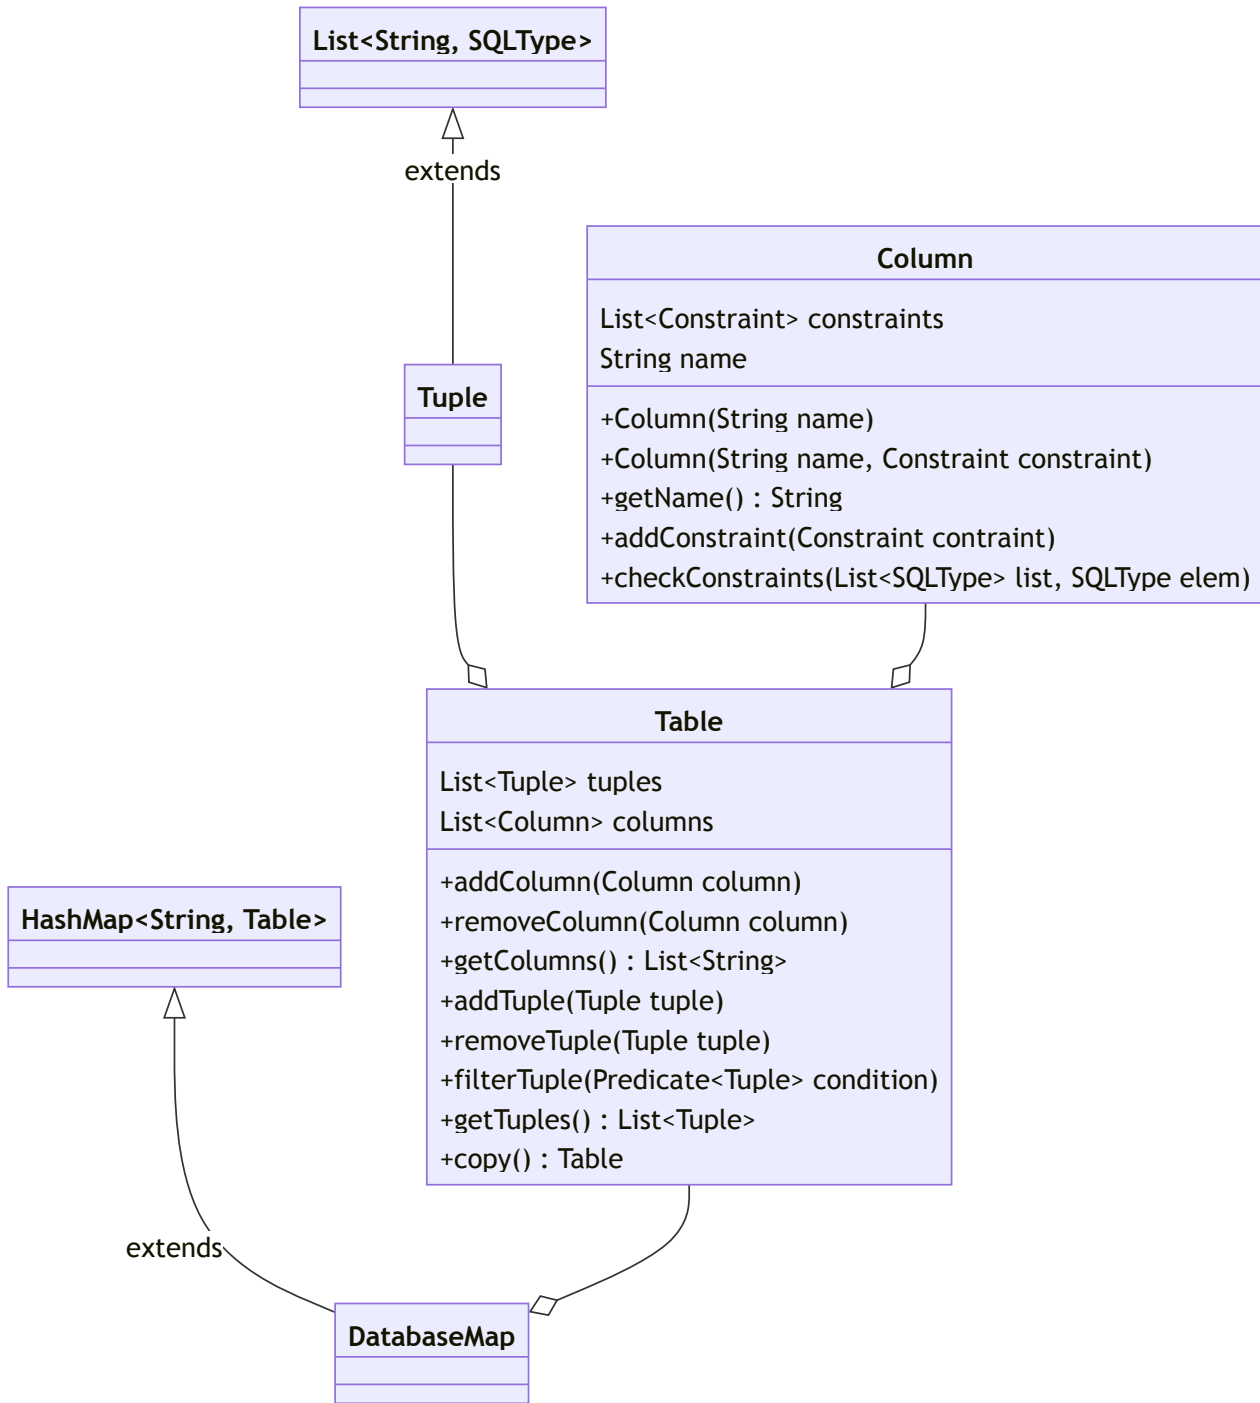 List<String, SQLType>
extends
Tuple
Column
List<Constraint> constraints
String name
+Column(String name)
+Column(String name, Constraint constraint)
+getName() : String
+addConstraint(Constraint contraint)
+checkConstraints(List<SQLType> list, SQLType elem)
Table
List<Tuple> tuples
List<Column> columns
+addColumn(Column column)
+removeColumn(Column column)
+getColumns() : List<String>
+addTuple(Tuple tuple)
+removeTuple(Tuple tuple)
+filterTuple(Predicate<Tuple> condition)
+getTuples() : List<Tuple>
+copy() : Table
HashMap<String, Table>
extends
DatabaseMap